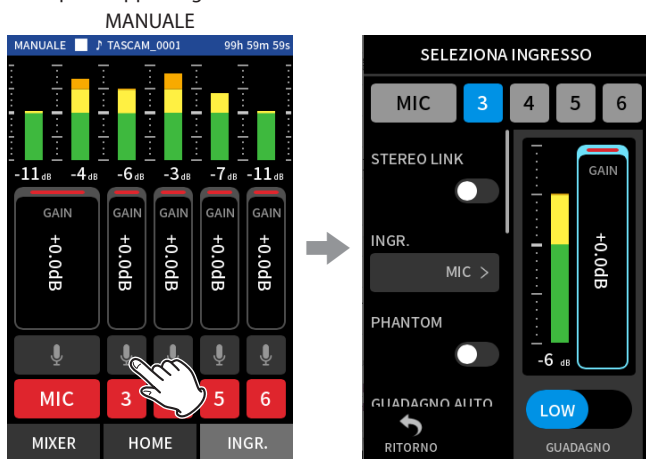 MANUALE
MANUALE TASCAM_0001 99h 59m 59s
-11 dB -4 dB -6 dB -3 dB -7 dB -11 dB
GAIN GAIN GAIN GAIN GAIN
+0.0dB +0.0dB +0.0dB +0.0dB +0.0dB
MIC 3 5 6
MIXER HOME INGR.
SELEZIONA INGRESSO
MIC 3 4 5 6
STEREO LINK
INGR.
MIC >
PHANTOM
GUADAGNO AUTO
RITORNO
GAIN
+0.0dB
-6 dB
LOW
GUADAGNO